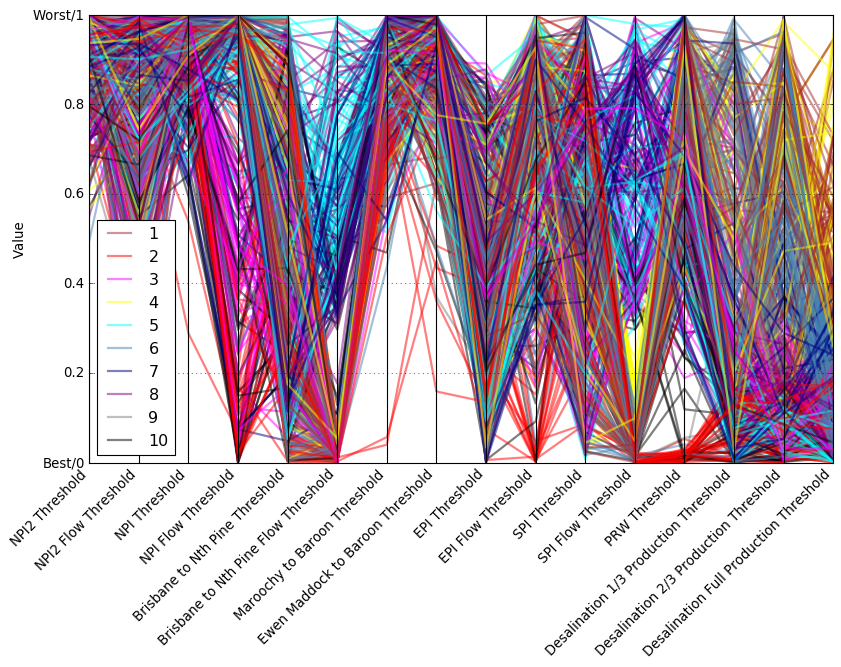 Worst/1
0.8
0.6
0.4
0.2
Best/0
Value
1
2
3
4
5
6
7
8
9
10
NPI2 Threshold
NPI2 Flow Threshold
NPI Threshold
NPI Flow Threshold
Brisbane to Nth Pine Threshold
Brisbane to Nth Pine Flow Threshold
Maroochy to Baroon Threshold
Ewen Maddock to Baroon Threshold
EPI Threshold
EPI Flow Threshold
SPI Threshold
SPI Flow Threshold
PRW Threshold
Desalination 1/3 Production Threshold
Desalination 2/3 Production Threshold
Desalination Full Production Threshold